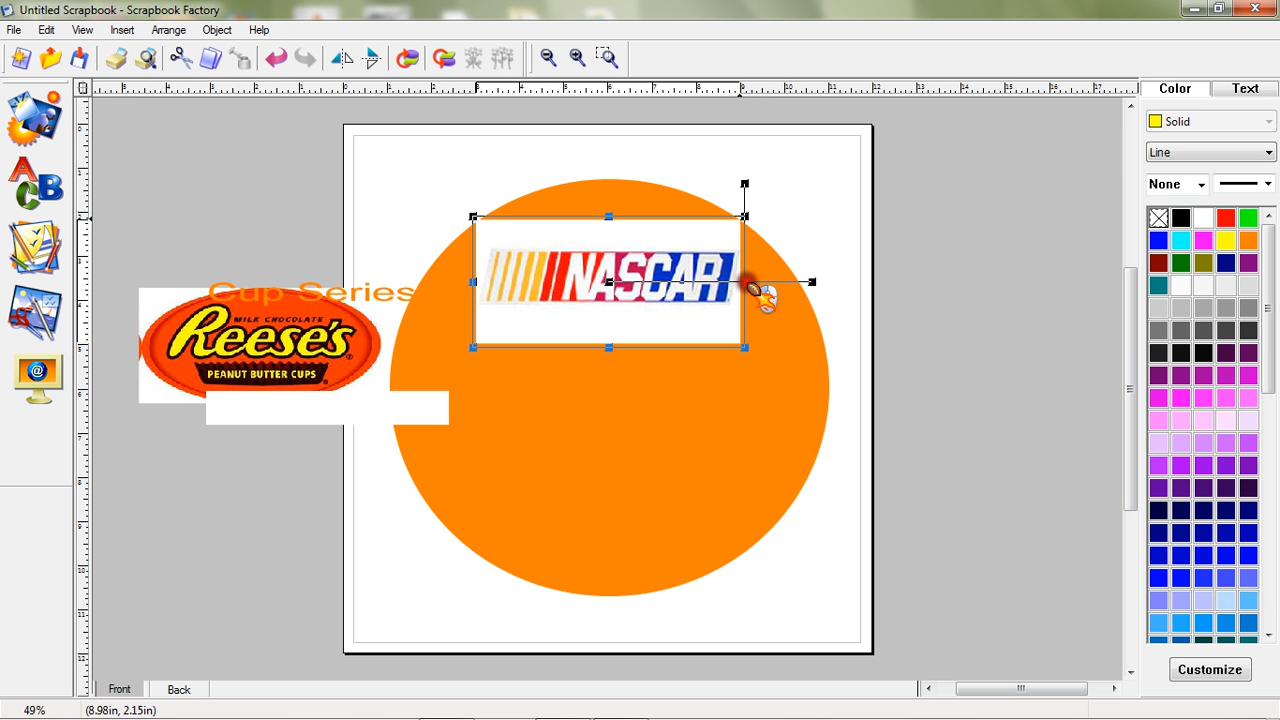 Untitled Scrapbook - Scrapbook Factory
File Edit View Insert Arrange Object Help
Color Text
Solid
Line
None
Cup Series
MILK CHOCOLATE
Reese's
PEANUT BUTTER CUPS
NASCAR
Customize
Front Back
49% (8.98in, 2.15in)